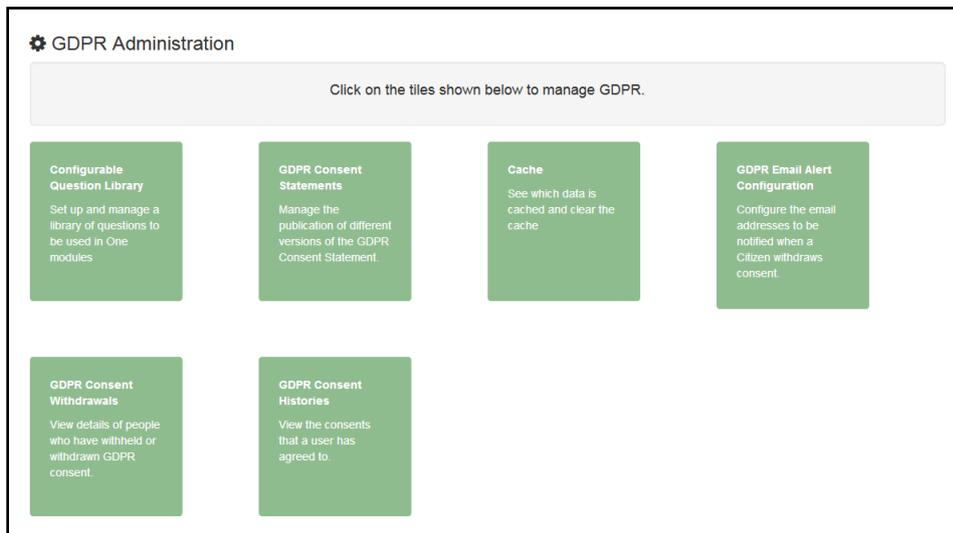 GDPR Administration
Click on the tiles shown below to manage GDPR.
Configurable
Question Library
Set up and manage a
library of questions to
be used in One
modules
GDPR Consent
Statements
Manage the
publication of different
versions of the GDPR
Consent Statement.
Cache
See which data is
cached and clear the
cache
GDPR Email Alert
Configuration
Configure the email
addresses to be
notified when a
Citizen withdraws
consent.
GDPR Consent
Withdrawals
View details of people
who have withheld or
withdrawn GDPR
consent.
GDPR Consent
Histories
View the consents
that a user has
agreed to.